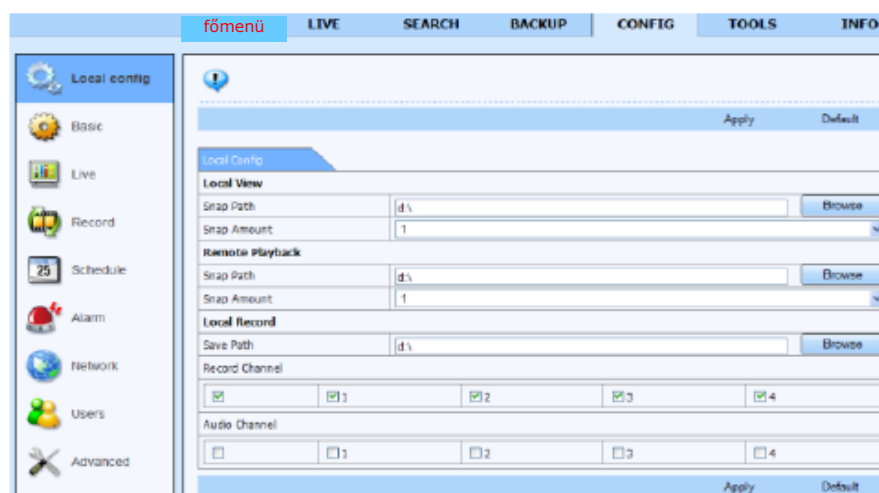 főmenü LIVE SEARCH BACKUP CONFIG TOOLS INFO
Local config
Basic
Live
Record
25 Schedule
Alarm
Network
Users
Advanced
Apply Default
Local Config
Local View
Snap Path d:\ Browse
Snap Amount 1
Remote Playback
Snap Path d:\ Browse
Snap Amount 1
Local Record
Save Path d:\ Browse
Record Channel
1 2 3 4
Audio Channel
1 2 3 4
Apply Default